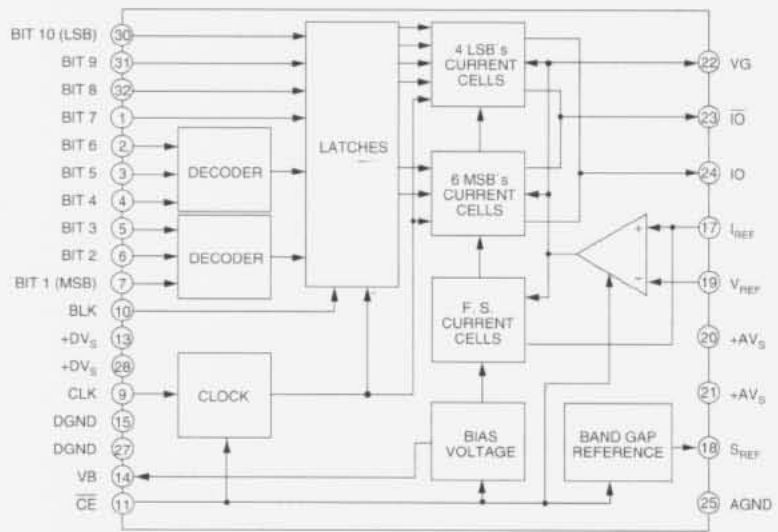 BIT 10 (LSB) 30
BIT 9 31
BIT 8 32
BIT 7 1
BIT 6 2
BIT 5 3
BIT 4 4
BIT 3 5
BIT 2 6
BIT 1 (MSB) 7
BLK 10
+DVS 13
+DVS 28
CLK 9
DGND 15
DGND 27
VB 14
CE 11
DECODER
DECODER
CLOCK
LATCHES
4 LSB's
CURRENT
CELLS
6 MSB's
CURRENT
CELLS
F. S.
CURRENT
CELLS
BIAS
VOLTAGE
BAND GAP
REFERENCE
+
−
22 VG
23 IO
24 IO
17 IREF
19 VREF
20 +AVS
21 +AVS
18 SREF
25 AGND